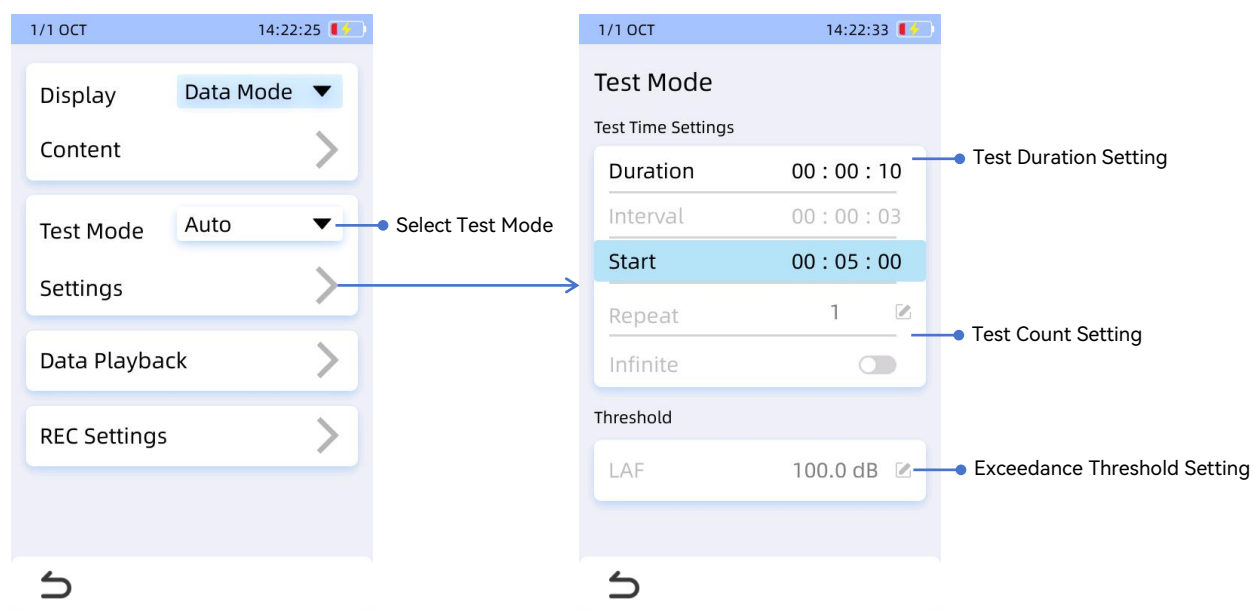 1/1 OCT 14:22:25
Display Data Mode
Content
Test Mode Auto
Select Test Mode
Settings
Data Playback
REC Settings
1/1 OCT 14:22:33
Test Mode
Test Time Settings
Duration 00 : 00 : 10
Test Duration Setting
Interval 00 : 00 : 03
Start 00 : 05 : 00
Repeat 1
Test Count Setting
Infinite
Threshold
LAF 100.0 dB
Exceedance Threshold Setting